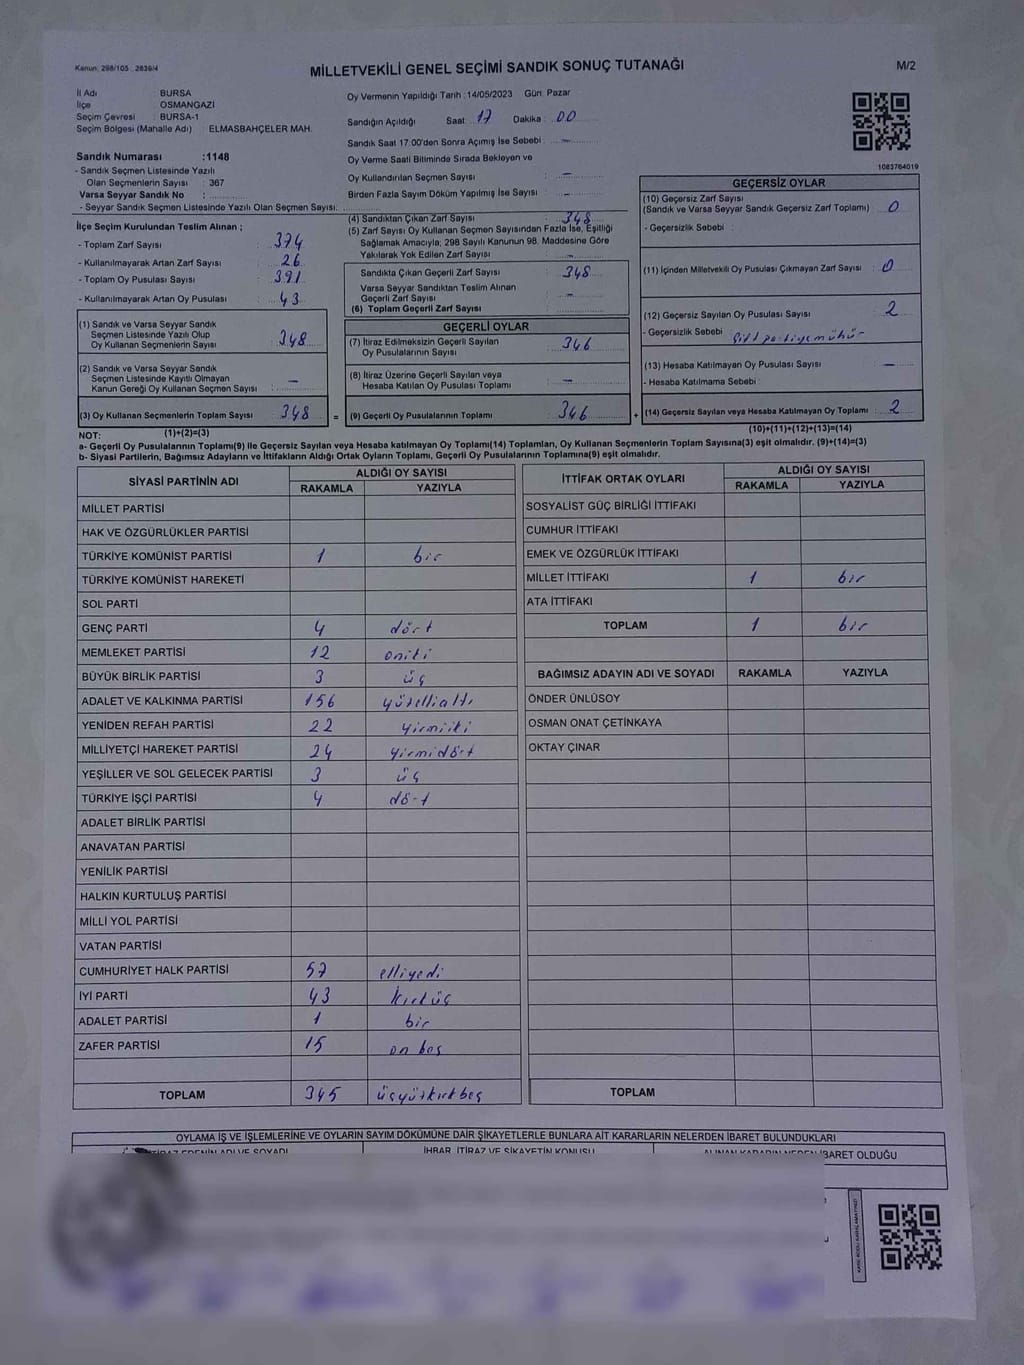 Kanun: 298/105 , 2839/4
MİLLETVEKİLİ GENEL SEÇİMİ SANDIK SONUÇ TUTANAĞI
M/2
İl Adı BURSA
İlçe OSMANGAZİ
Seçim Çevresi : BURSA-1
Seçim Bölgesi (Mahalle Adı) : ELMASBAHÇELER MAH.
Oy Vermenin Yapıldığı Tarih :14/05/2023 Gün: Pazar
Sandığın Açıldığı Saat : 17 Dakika : 00
Sandık Saat 17:00'den Sonra Açımış İse Sebebi : —
Oy Verme Saati Bitiminde Sırada Bekleyen ve
Oy Kullandırılan Seçmen Sayısı : —
Birden Fazla Sayım Döküm Yapılmış İse Sayısı : —
1083764019
Sandık Numarası :1148
- Sandık Seçmen Listesinde Yazılı
Olan Seçmenlerin Sayısı : 367
Varsa Seyyar Sandık No :
- Seyyar Sandık Seçmen Listesinde Yazılı Olan Seçmen Sayısı:
İlçe Seçim Kurulundan Teslim Alınan ;
- Toplam Zarf Sayısı : 374
- Kullanılmayarak Artan Zarf Sayısı : 26
- Toplam Oy Pusulası Sayısı : 391
- Kullanılmayarak Artan Oy Pusulası : 43
(1) Sandık ve Varsa Seyyar Sandık
Seçmen Listesinde Yazılı Olup
Oy Kullanan Seçmenlerin Sayısı : 348
(2) Sandık ve Varsa Seyyar Sandık
Seçmen Listesinde Kayıtlı Olmayan
Kanun Gereği Oy Kullanan Seçmen Sayısı : —
(3) Oy Kullanan Seçmenlerin Toplam Sayısı : 348 =
(1)+(2)=(3)
(4) Sandıktan Çıkan Zarf Sayısı : 348
(5) Zarf Sayısı Oy Kullanan Seçmen Sayısından Fazla İse, Eşitliği
Sağlamak Amacıyla; 298 Sayılı Kanunun 98. Maddesine Göre
Yakılarak Yok Edilen Zarf Sayısı : —
Sandıkta Çıkan Geçerli Zarf Sayısı : 348
Varsa Seyyar Sandıktan Teslim Alınan
Geçerli Zarf Sayısı : —
(6) Toplam Geçerli Zarf Sayısı :
GEÇERLİ OYLAR
(7) İtiraz Edilmeksizin Geçerli Sayılan
Oy Pusulalarının Sayısı : 346
(8) İtiraz Üzerine Geçerli Sayılan veya
Hesaba Katılan Oy Pusulası Toplamı : —
(9) Geçerli Oy Pusulalarının Toplamı : 346 +
GEÇERSİZ OYLAR
(10) Geçersiz Zarf Sayısı
(Sandık ve Varsa Seyyar Sandık Geçersiz Zarf Toplamı) : 0
- Geçersizlik Sebebi :
(11) İçinden Milletvekili Oy Pusulası Çıkmayan Zarf Sayısı : 0
(12) Geçersiz Sayılan Oy Pusulası Sayısı : 2
- Geçersizlik Sebebi : Çift partiye mühür
(13) Hesaba Katılmayan Oy Pusulası Sayısı : —
- Hesaba Katılmama Sebebi :
(14) Geçersiz Sayılan veya Hesaba Katılmayan Oy Toplamı : 2
(10)+(11)+(12)+(13)=(14)
NOT:
a- Geçerli Oy Pusulalarının Toplamı(9) ile Geçersiz Sayılan veya Hesaba katılmayan Oy Toplamı(14) Toplamları, Oy Kullanan Seçmenlerin Toplam Sayısına(3) eşit olmalıdır. (9)+(14)=(3)
b- Siyasi Partilerin, Bağımsız Adayların ve İttifakların Aldığı Ortak Oyların Toplamı, Geçerli Oy Pusulalarının Toplamına(9) eşit olmalıdır.
SİYASİ PARTİNİN ADI ALDIĞI OY SAYISI
RAKAMLA YAZIYLA
MİLLET PARTİSİ
HAK VE ÖZGÜRLÜKLER PARTİSİ
TÜRKİYE KOMÜNİST PARTİSİ 1 bir
TÜRKİYE KOMÜNİST HAREKETİ
SOL PARTİ
GENÇ PARTİ 4 dört
MEMLEKET PARTİSİ 12 oniki
BÜYÜK BİRLİK PARTİSİ 3 üç
ADALET VE KALKINMA PARTİSİ 156 yüzellialtı
YENİDEN REFAH PARTİSİ 22 yirmiiki
MİLLİYETÇİ HAREKET PARTİSİ 24 yirmidört
YEŞİLLER VE SOL GELECEK PARTİSİ 3 üç
TÜRKİYE İŞÇİ PARTİSİ 4 dört
ADALET BİRLİK PARTİSİ
ANAVATAN PARTİSİ
YENİLİK PARTİSİ
HALKIN KURTULUŞ PARTİSİ
MİLLİ YOL PARTİSİ
VATAN PARTİSİ
CUMHURİYET HALK PARTİSİ 57 elliyedi
İYİ PARTİ 43 kırküç
ADALET PARTİSİ 1 bir
ZAFER PARTİSİ 15 on beş
TOPLAM 345 üçyüzkırkbeş
İTTİFAK ORTAK OYLARI ALDIĞI OY SAYISI
RAKAMLA YAZIYLA
SOSYALİST GÜÇ BİRLİĞİ İTTİFAKI
CUMHUR İTTİFAKI
EMEK VE ÖZGÜRLÜK İTTİFAKI
MİLLET İTTİFAKI 1 bir
ATA İTTİFAKI
TOPLAM 1 bir
BAĞIMSIZ ADAYIN ADI VE SOYADI RAKAMLA YAZIYLA
ÖNDER ÜNLÜSOY
OSMAN ONAT ÇETİNKAYA
OKTAY ÇINAR
TOPLAM
OYLAMA İŞ VE İŞLEMLERİNE VE OYLARIN SAYIM DÖKÜMÜNE DAİR ŞİKAYETLERLE BUNLARA AİT KARARLARIN NELERDEN İBARET BULUNDUKLARI
İTİRAZ EDENİN ADI VE SOYADI İHBAR, İTİRAZ VE ŞİKAYETİN KONUSU ALINAN KARARIN NEDEN İBARET OLDUĞU